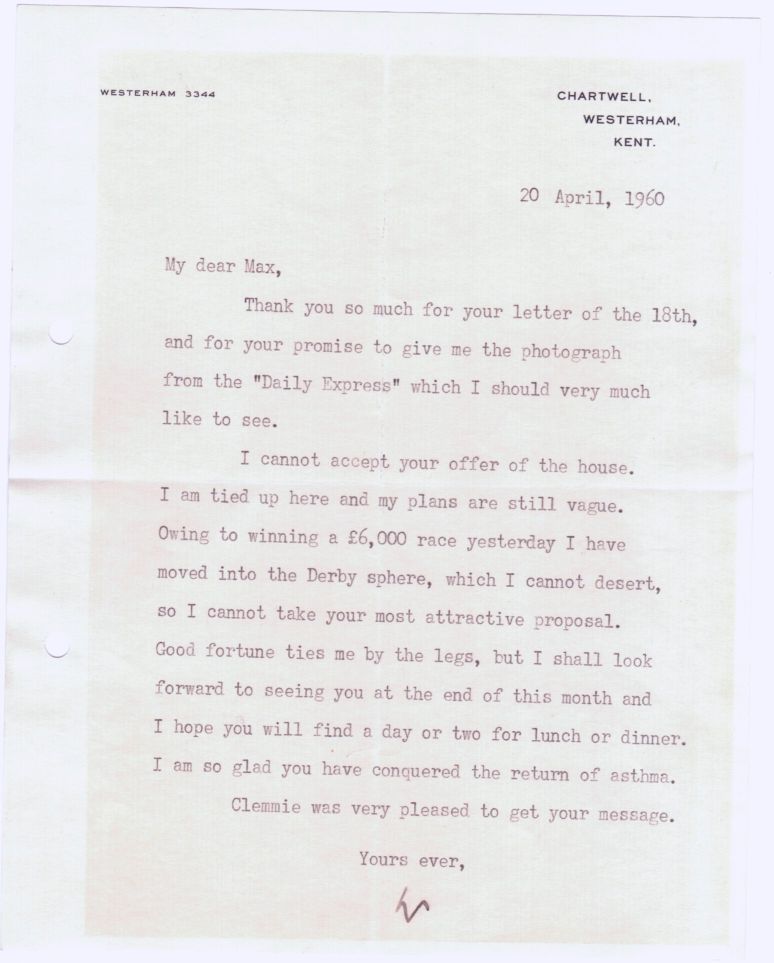 WESTERHAM 3344
CHARTWELL,
WESTERHAM,
KENT.
20 April, 1960
My dear Max,
Thank you so much for your letter of the 18th,
and for your promise to give me the photograph
from the "Daily Express" which I should very much
like to see.
I cannot accept your offer of the house.
I am tied up here and my plans are still vague.
Owing to winning a £6,000 race yesterday I have
moved into the Derby sphere, which I cannot desert,
so I cannot take your most attractive proposal.
Good fortune ties me by the legs, but I shall look
forward to seeing you at the end of this month and
I hope you will find a day or two for lunch or dinner.
I am so glad you have conquered the return of asthma.
Clemmie was very pleased to get your message.
Yours ever,
W